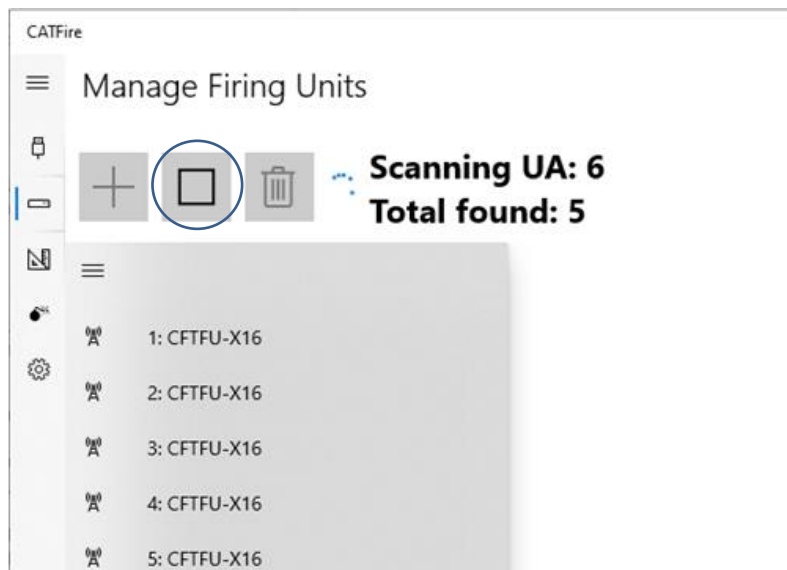 CATFire
Manage Firing Units
Scanning UA: 6
Total found: 5
1: CFTFU-X16
2: CFTFU-X16
3: CFTFU-X16
4: CFTFU-X16
5: CFTFU-X16